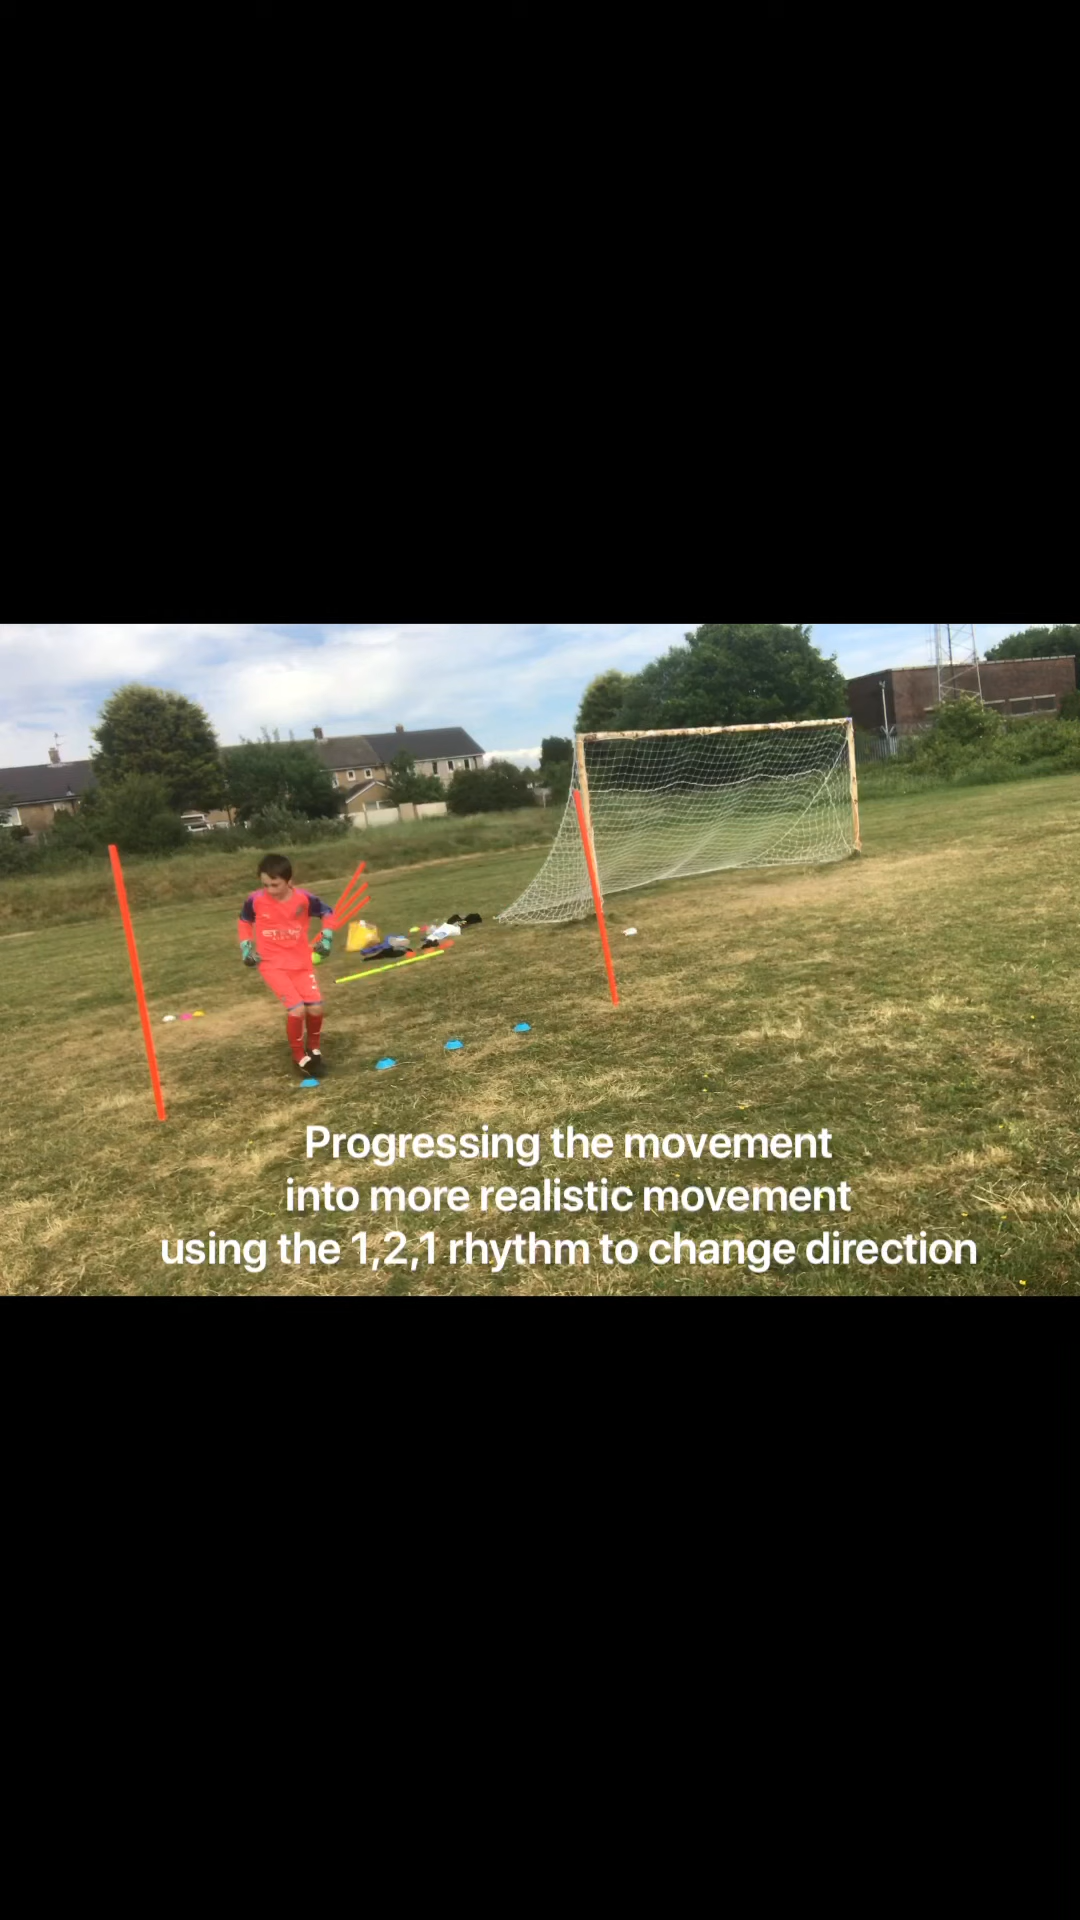 Progressing the movement
into more realistic movement
using the 1,2,1 rhythm to change direction